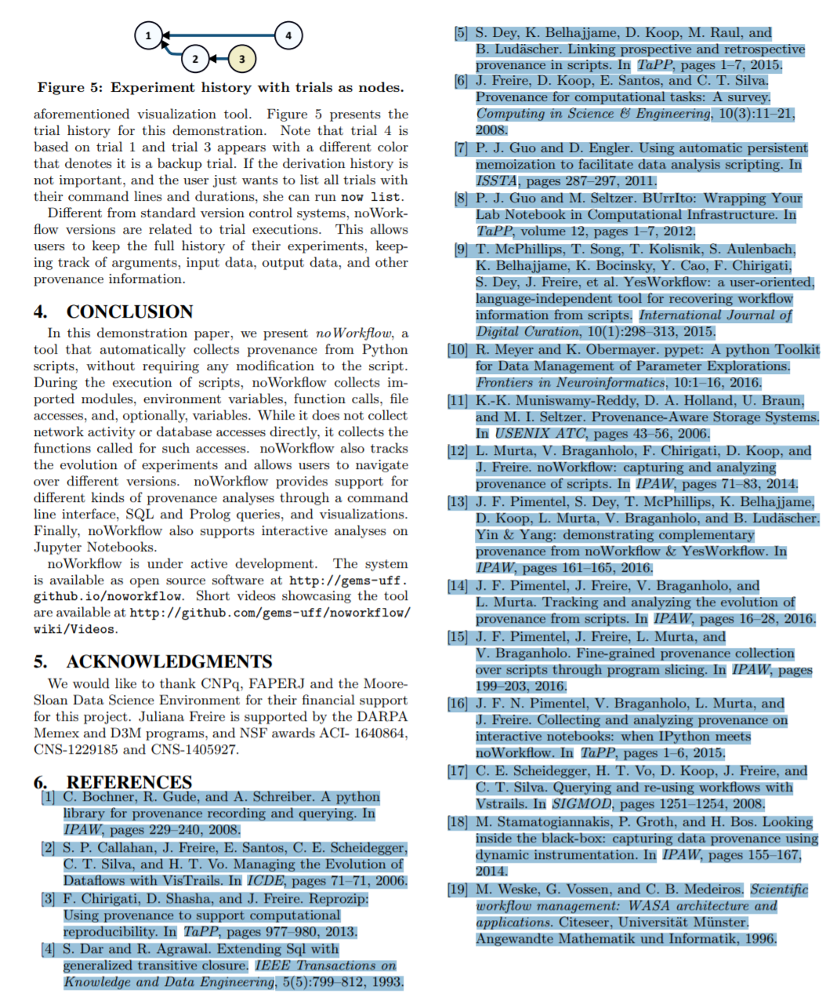 1
4
2
3
Figure 5: Experiment history with trials as nodes.
aforementioned visualization tool. Figure 5 presents the
trial history for this demonstration. Note that trial 4 is
based on trial 1 and trial 3 appears with a different color
that denotes it is a backup trial. If the derivation history is
not important, and the user just wants to list all trials with
their command lines and durations, she can run now list.
Different from standard version control systems, noWork-
flow versions are related to trial executions. This allows
users to keep the full history of their experiments, keep-
ing track of arguments, input data, output data, and other
provenance information.
4. CONCLUSION
In this demonstration paper, we present noWorkflow, a
tool that automatically collects provenance from Python
scripts, without requiring any modification to the script.
During the execution of scripts, noWorkflow collects im-
ported modules, environment variables, function calls, file
accesses, and, optionally, variables. While it does not collect
network activity or database accesses directly, it collects the
functions called for such accesses. noWorkflow also tracks
the evolution of experiments and allows users to navigate
over different versions. noWorkflow provides support for
different kinds of provenance analyses through a command
line interface, SQL and Prolog queries, and visualizations.
Finally, noWorkflow also supports interactive analyses on
Jupyter Notebooks.
noWorkflow is under active development. The system
is available as open source software at http://gems-uff.
github.io/noworkflow. Short videos showcasing the tool
are available at http://github.com/gems-uff/noworkflow/
wiki/Videos.
5. ACKNOWLEDGMENTS
We would like to thank CNPq, FAPERJ and the Moore-
Sloan Data Science Environment for their financial support
for this project. Juliana Freire is supported by the DARPA
Memex and D3M programs, and NSF awards ACI- 1640864,
CNS-1229185 and CNS-1405927.
6. REFERENCES
[1] C. Bochner, R. Gude, and A. Schreiber. A python
library for provenance recording and querying. In
IPAW, pages 229–240, 2008.
[2] S. P. Callahan, J. Freire, E. Santos, C. E. Scheidegger,
C. T. Silva, and H. T. Vo. Managing the Evolution of
Dataflows with VisTrails. In ICDE, pages 71–71, 2006.
[3] F. Chirigati, D. Shasha, and J. Freire. Reprozip:
Using provenance to support computational
reproducibility. In TaPP, pages 977–980, 2013.
[4] S. Dar and R. Agrawal. Extending Sql with
generalized transitive closure. IEEE Transactions on
Knowledge and Data Engineering, 5(5):799–812, 1993.
[5] S. Dey, K. Belhajjame, D. Koop, M. Raul, and
B. Ludäscher. Linking prospective and retrospective
provenance in scripts. In TaPP, pages 1–7, 2015.
[6] J. Freire, D. Koop, E. Santos, and C. T. Silva.
Provenance for computational tasks: A survey.
Computing in Science & Engineering, 10(3):11–21,
2008.
[7] P. J. Guo and D. Engler. Using automatic persistent
memoization to facilitate data analysis scripting. In
ISSTA, pages 287–297, 2011.
[8] P. J. Guo and M. Seltzer. BUrrIto: Wrapping Your
Lab Notebook in Computational Infrastructure. In
TaPP, volume 12, pages 1–7, 2012.
[9] T. McPhillips, T. Song, T. Kolisnik, S. Aulenbach,
K. Belhajjame, K. Bocinsky, Y. Cao, F. Chirigati,
S. Dey, J. Freire, et al. YesWorkflow: a user-oriented,
language-independent tool for recovering workflow
information from scripts. International Journal of
Digital Curation, 10(1):298–313, 2015.
[10] R. Meyer and K. Obermayer. pypet: A python Toolkit
for Data Management of Parameter Explorations.
Frontiers in Neuroinformatics, 10:1–16, 2016.
[11] K.-K. Muniswamy-Reddy, D. A. Holland, U. Braun,
and M. I. Seltzer. Provenance-Aware Storage Systems.
In USENIX ATC, pages 43–56, 2006.
[12] L. Murta, V. Braganholo, F. Chirigati, D. Koop, and
J. Freire. noWorkflow: capturing and analyzing
provenance of scripts. In IPAW, pages 71–83, 2014.
[13] J. F. Pimentel, S. Dey, T. McPhillips, K. Belhajjame,
D. Koop, L. Murta, V. Braganholo, and B. Ludäscher.
Yin & Yang: demonstrating complementary
provenance from noWorkflow & YesWorkflow. In
IPAW, pages 161–165, 2016.
[14] J. F. Pimentel, J. Freire, V. Braganholo, and
L. Murta. Tracking and analyzing the evolution of
provenance from scripts. In IPAW, pages 16–28, 2016.
[15] J. F. Pimentel, J. Freire, L. Murta, and
V. Braganholo. Fine-grained provenance collection
over scripts through program slicing. In IPAW, pages
199–203, 2016.
[16] J. F. N. Pimentel, V. Braganholo, L. Murta, and
J. Freire. Collecting and analyzing provenance on
interactive notebooks: when IPython meets
noWorkflow. In TaPP, pages 1–6, 2015.
[17] C. E. Scheidegger, H. T. Vo, D. Koop, J. Freire, and
C. T. Silva. Querying and re-using workflows with
Vstrails. In SIGMOD, pages 1251–1254, 2008.
[18] M. Stamatogiannakis, P. Groth, and H. Bos. Looking
inside the black-box: capturing data provenance using
dynamic instrumentation. In IPAW, pages 155–167,
2014.
[19] M. Weske, G. Vossen, and C. B. Medeiros. Scientific
workflow management: WASA architecture and
applications. Citeseer, Universität Münster.
Angewandte Mathematik und Informatik, 1996.